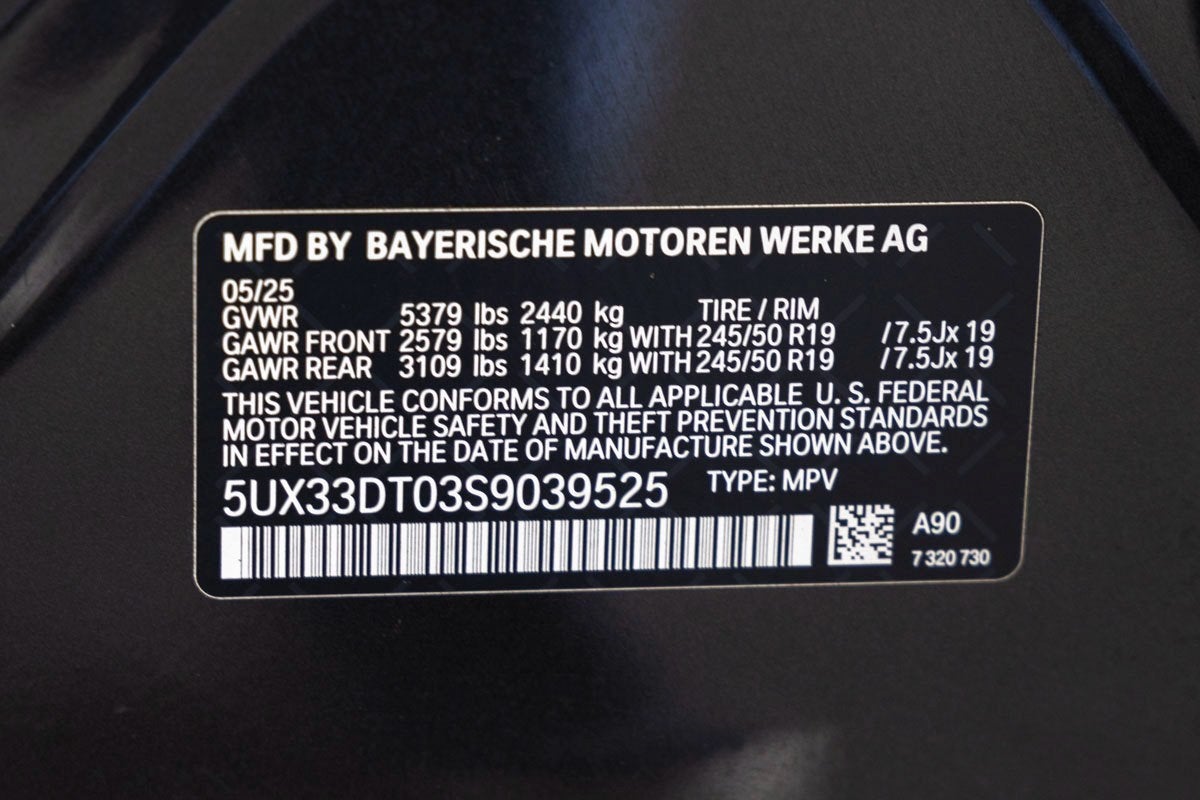 MFD BY BAYERISCHE MOTOREN WERKE AG
05/25
GVWR 5379 lbs 2440 kg TIRE / RIM
GAWR FRONT 2579 lbs 1170 kg WITH 245/50 R19 /7.5Jx 19
GAWR REAR 3109 lbs 1410 kg WITH 245/50 R19 /7.5Jx 19
THIS VEHICLE CONFORMS TO ALL APPLICABLE U. S. FEDERAL
MOTOR VEHICLE SAFETY AND THEFT PREVENTION STANDARDS
IN EFFECT ON THE DATE OF MANUFACTURE SHOWN ABOVE.
5UX33DT03S9039525 TYPE: MPV
A90
7 320 730